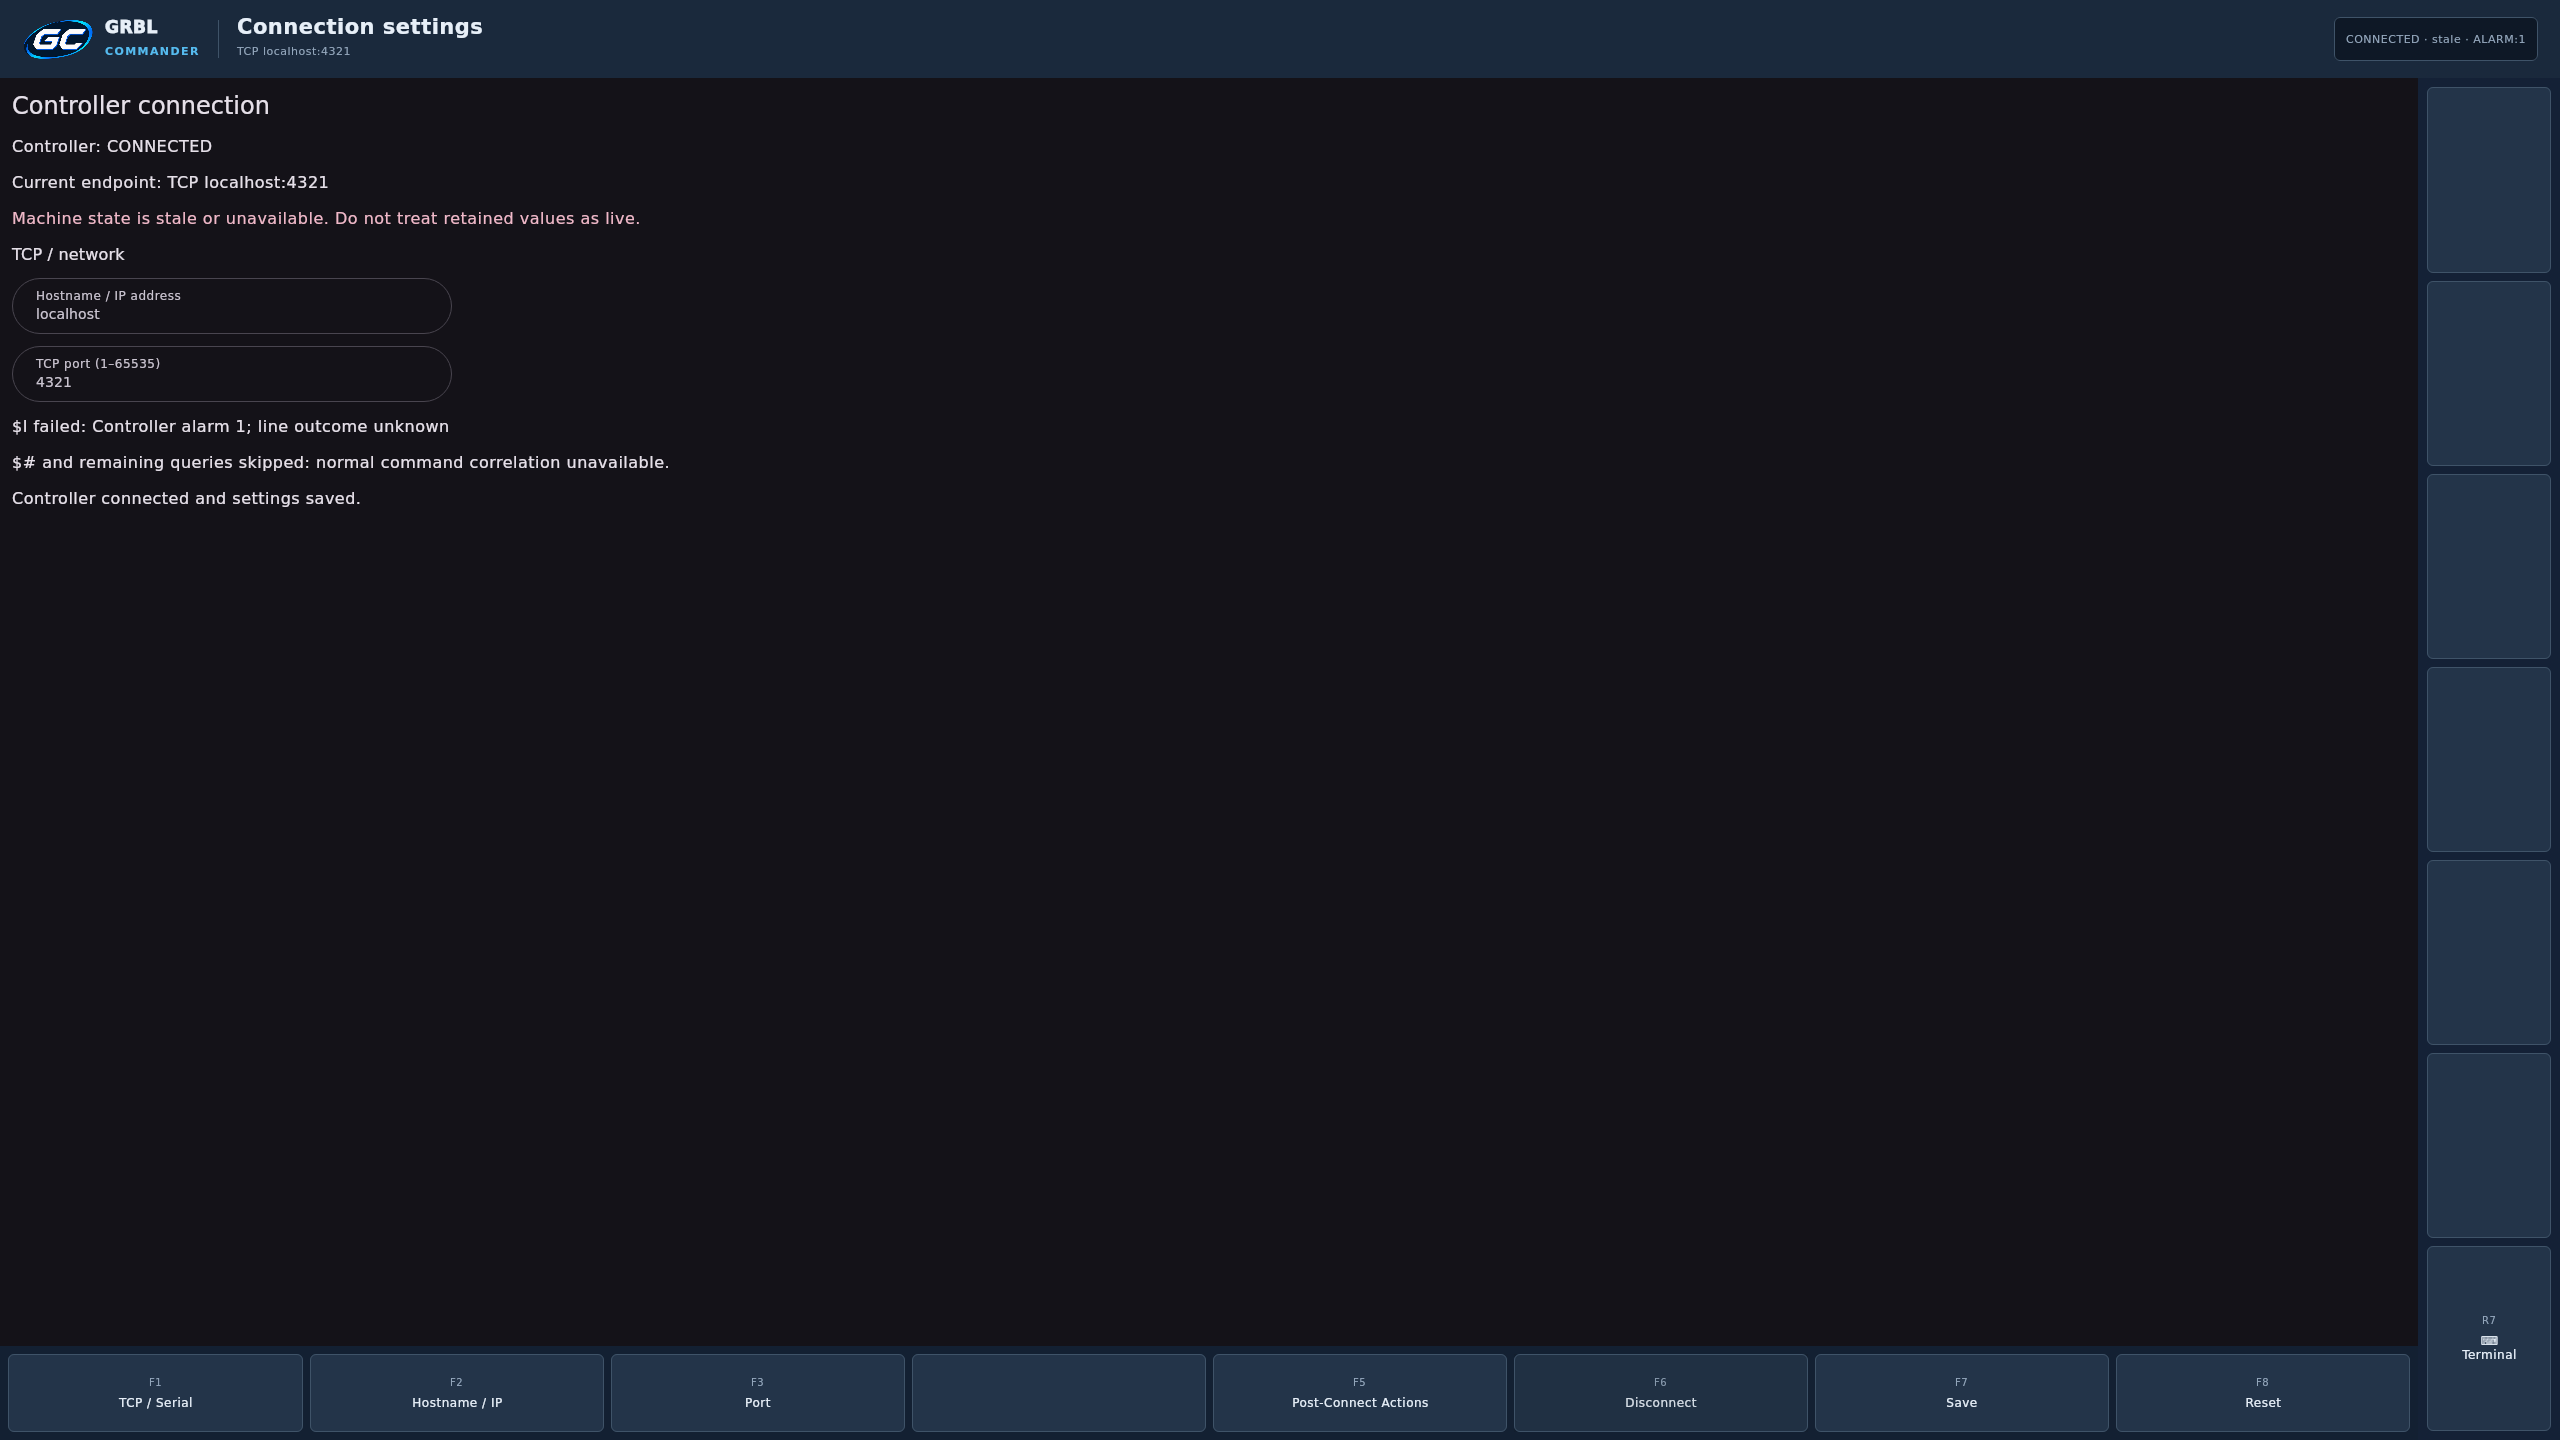 GC
GRBL
COMMANDER
Connection settings
TCP localhost:4321
CONNECTED · stale · ALARM:1
Controller connection
Controller: CONNECTED
Current endpoint: TCP localhost:4321
Machine state is stale or unavailable. Do not treat retained values as live.
TCP / network
Hostname / IP address
localhost
TCP port (1–65535)
4321
$I failed: Controller alarm 1; line outcome unknown
$# and remaining queries skipped: normal command correlation unavailable.
Controller connected and settings saved.
R7
Terminal
F1
TCP / Serial
F2
Hostname / IP
F3
Port
F5
Post-Connect Actions
F6
Disconnect
F7
Save
F8
Reset